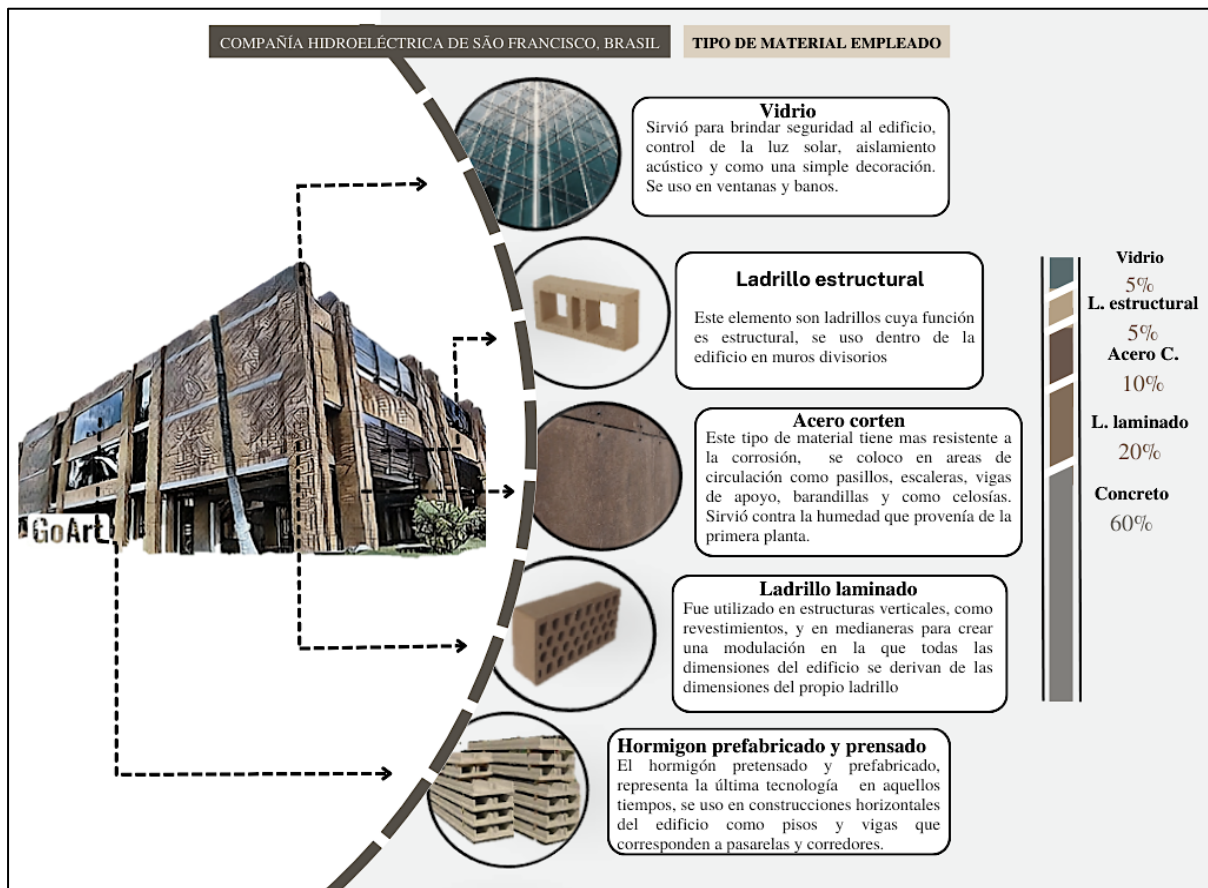 COMPAÑÍA HIDROELÉCTRICA DE SÃO FRANCISCO, BRASIL
TIPO DE MATERIAL EMPLEADO
Vidrio
Sirvió para brindar seguridad al edificio,
control de la luz solar, aislamiento
acústico y como una simple decoración.
Se uso en ventanas y banos.
Ladrillo estructural
Este elemento son ladrillos cuya función
es estructural, se uso dentro de la
edificio en muros divisorios
Acero corten
Este tipo de material tiene mas resistente a
la corrosión, se coloco en areas de
circulación como pasillos, escaleras, vigas
de apoyo, barandillas y como celosías.
Sirvió contra la humedad que provenía de la
primera planta.
Ladrillo laminado
Fue utilizado en estructuras verticales, como
revestimientos, y en medianeras para crear
una modulación en la que todas las
dimensiones del edificio se derivan de las
dimensiones del propio ladrillo
Hormigon prefabricado y prensado
El hormigón pretensado y prefabricado,
representa la última tecnología en aquellos
tiempos, se uso en construcciones horizontales
del edificio como pisos y vigas que
corresponden a pasarelas y corredores.
Vidrio
5%
L. estructural
5%
Acero C.
10%
L. laminado
20%
Concreto
60%
GoArt